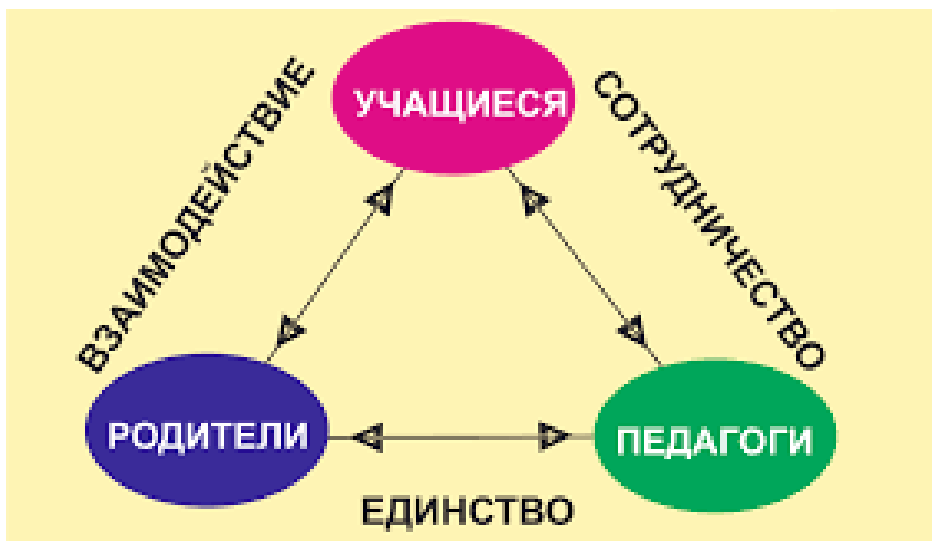 УЧАЩИЕСЯ
ВЗАИМОДЕЙСТВИЕ
СОТРУДНИЧЕСТВО
РОДИТЕЛИ
ПЕДАГОГИ
ЕДИНСТВО